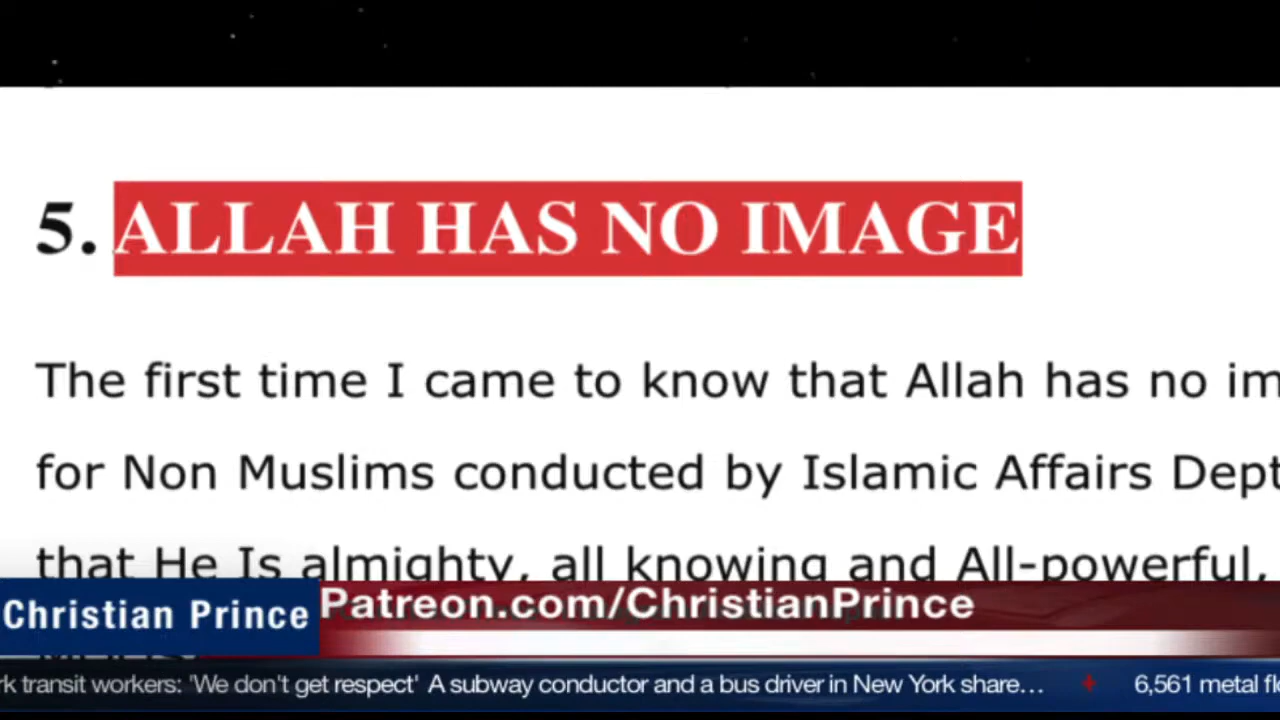 5. ALLAH HAS NO IMAGE
The first time I came to know that Allah has no im
for Non Muslims conducted by Islamic Affairs Dept
that He Is almighty, all knowing and All-powerful,
Christian Prince
Patreon.com/ChristianPrince
rk transit workers: 'We don't get respect' A subway conductor and a bus driver in New York share… 6,561 metal flo